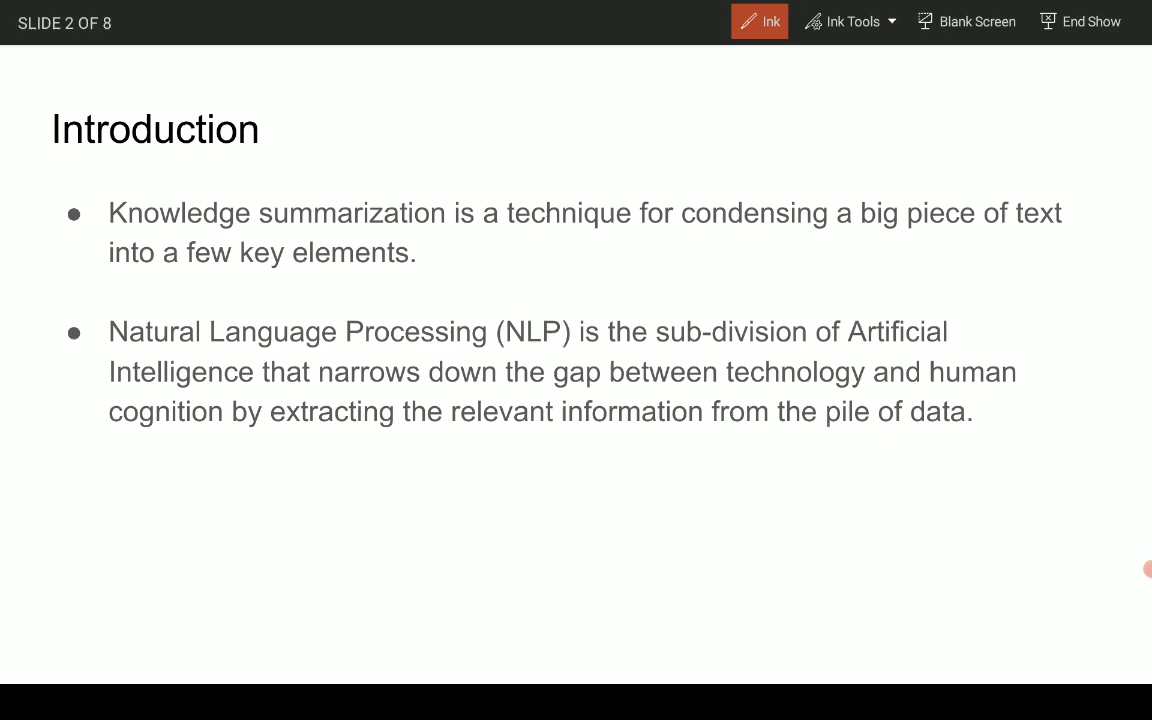 SLIDE 2 OF 8
Ink
Ink Tools
Blank Screen
End Show
Introduction
● Knowledge summarization is a technique for condensing a big piece of text
into a few key elements.
● Natural Language Processing (NLP) is the sub-division of Artificial
Intelligence that narrows down the gap between technology and human
cognition by extracting the relevant information from the pile of data.